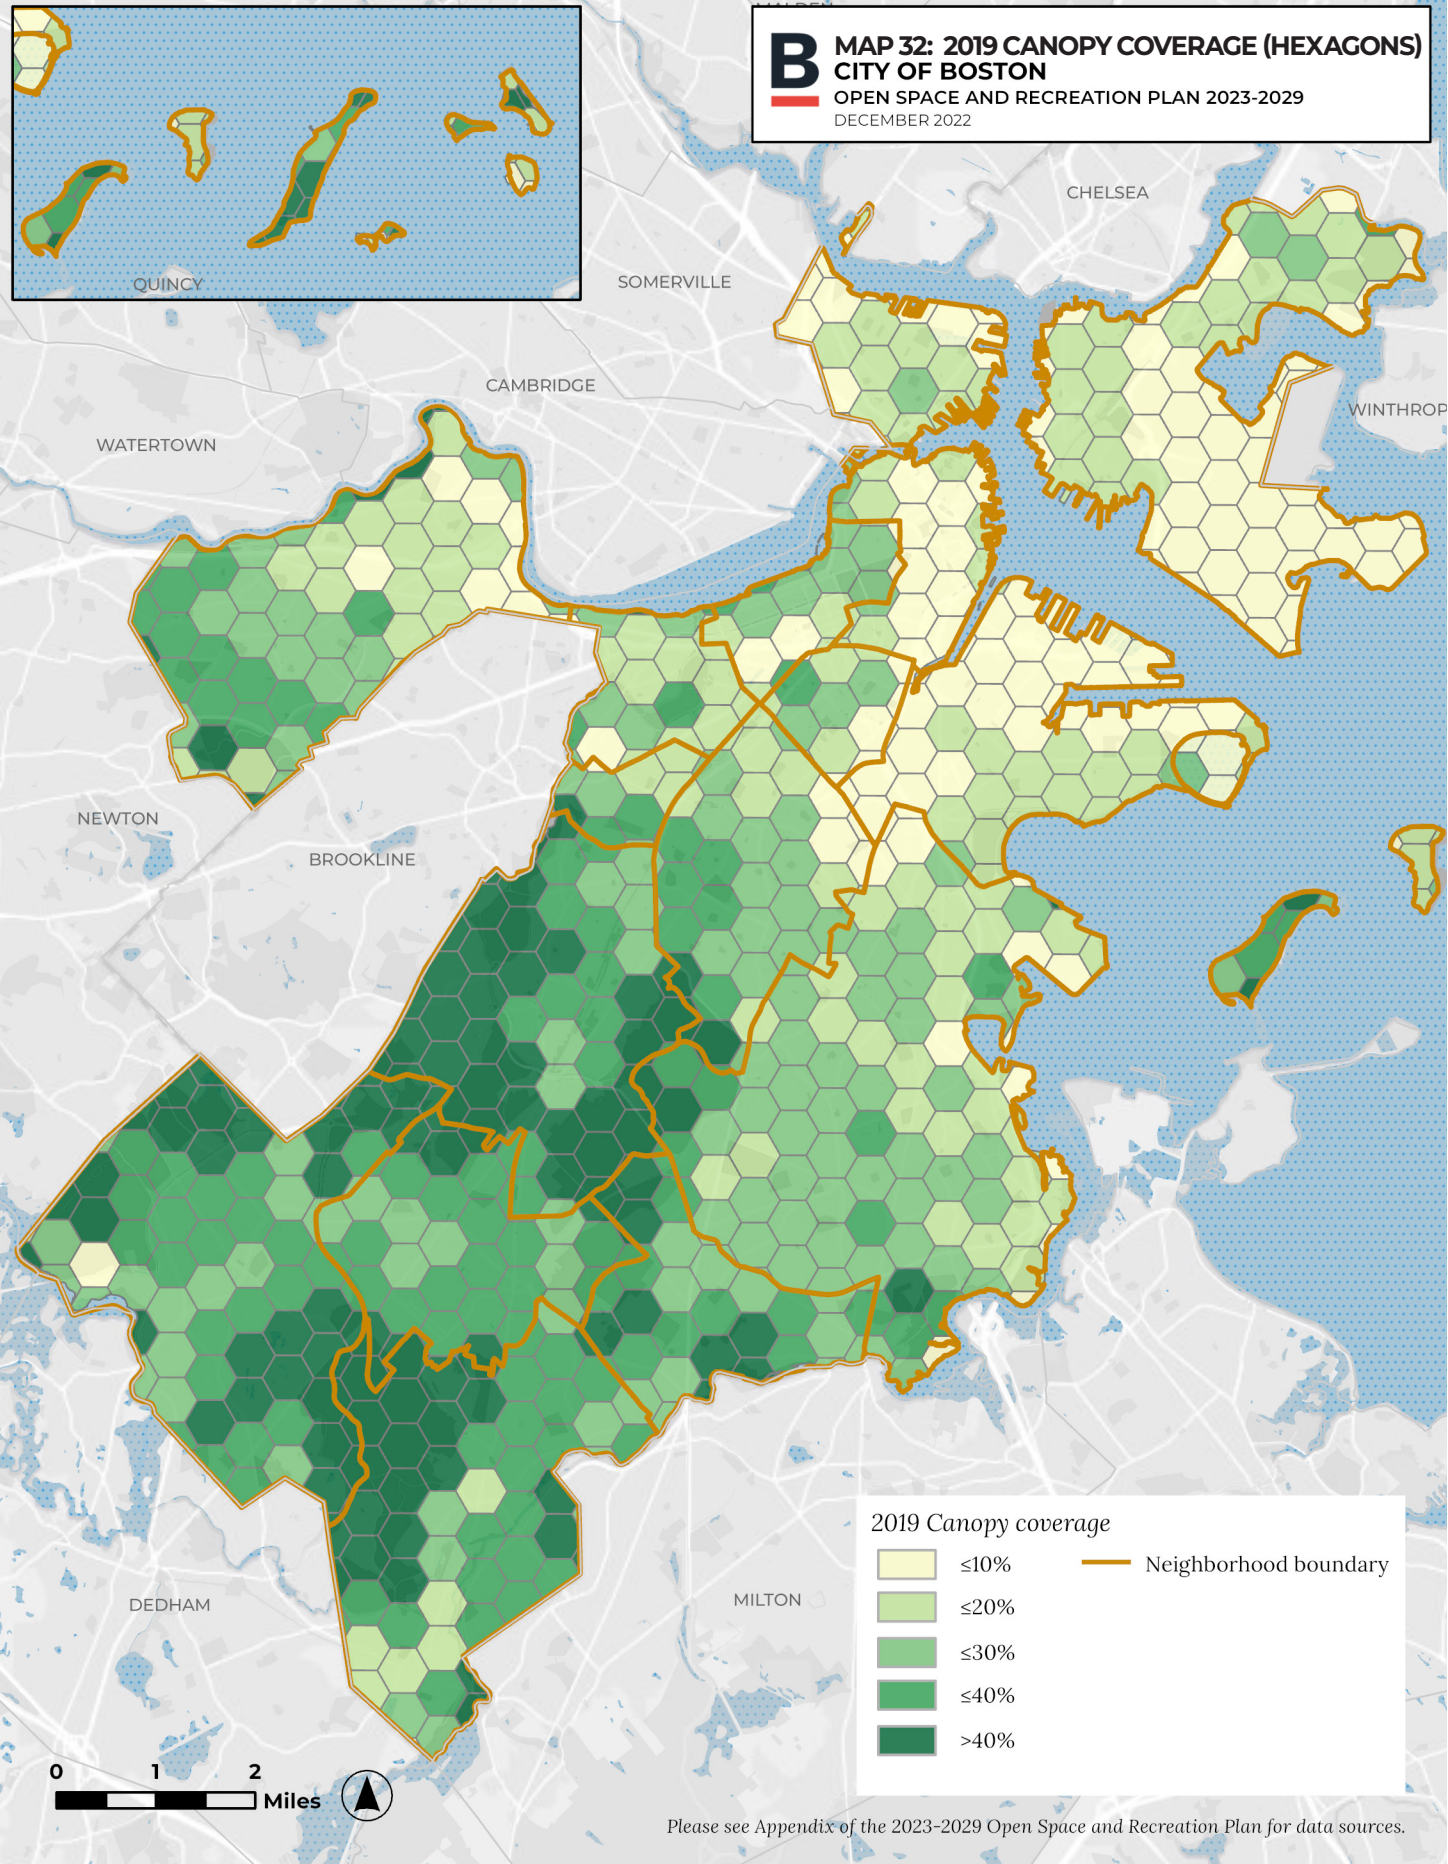 MAP 32: 2019 CANOPY COVERAGE (HEXAGONS)
B
CITY OF BOSTON
OPEN SPACE AND RECREATION PLAN 2023-2029
DECEMBER 2022
MALDEN
CHELSEA
QUINCY
SOMERVILLE
CAMBRIDGE
WINTHROP
WATERTOWN
NEWTON
BROOKLINE
DEDHAM
MILTON
2019 Canopy coverage
≤10%
Neighborhood boundary
≤20%
≤30%
≤40%
>40%
0 1 2
Miles
Please see Appendix of the 2023-2029 Open Space and Recreation Plan for data sources.